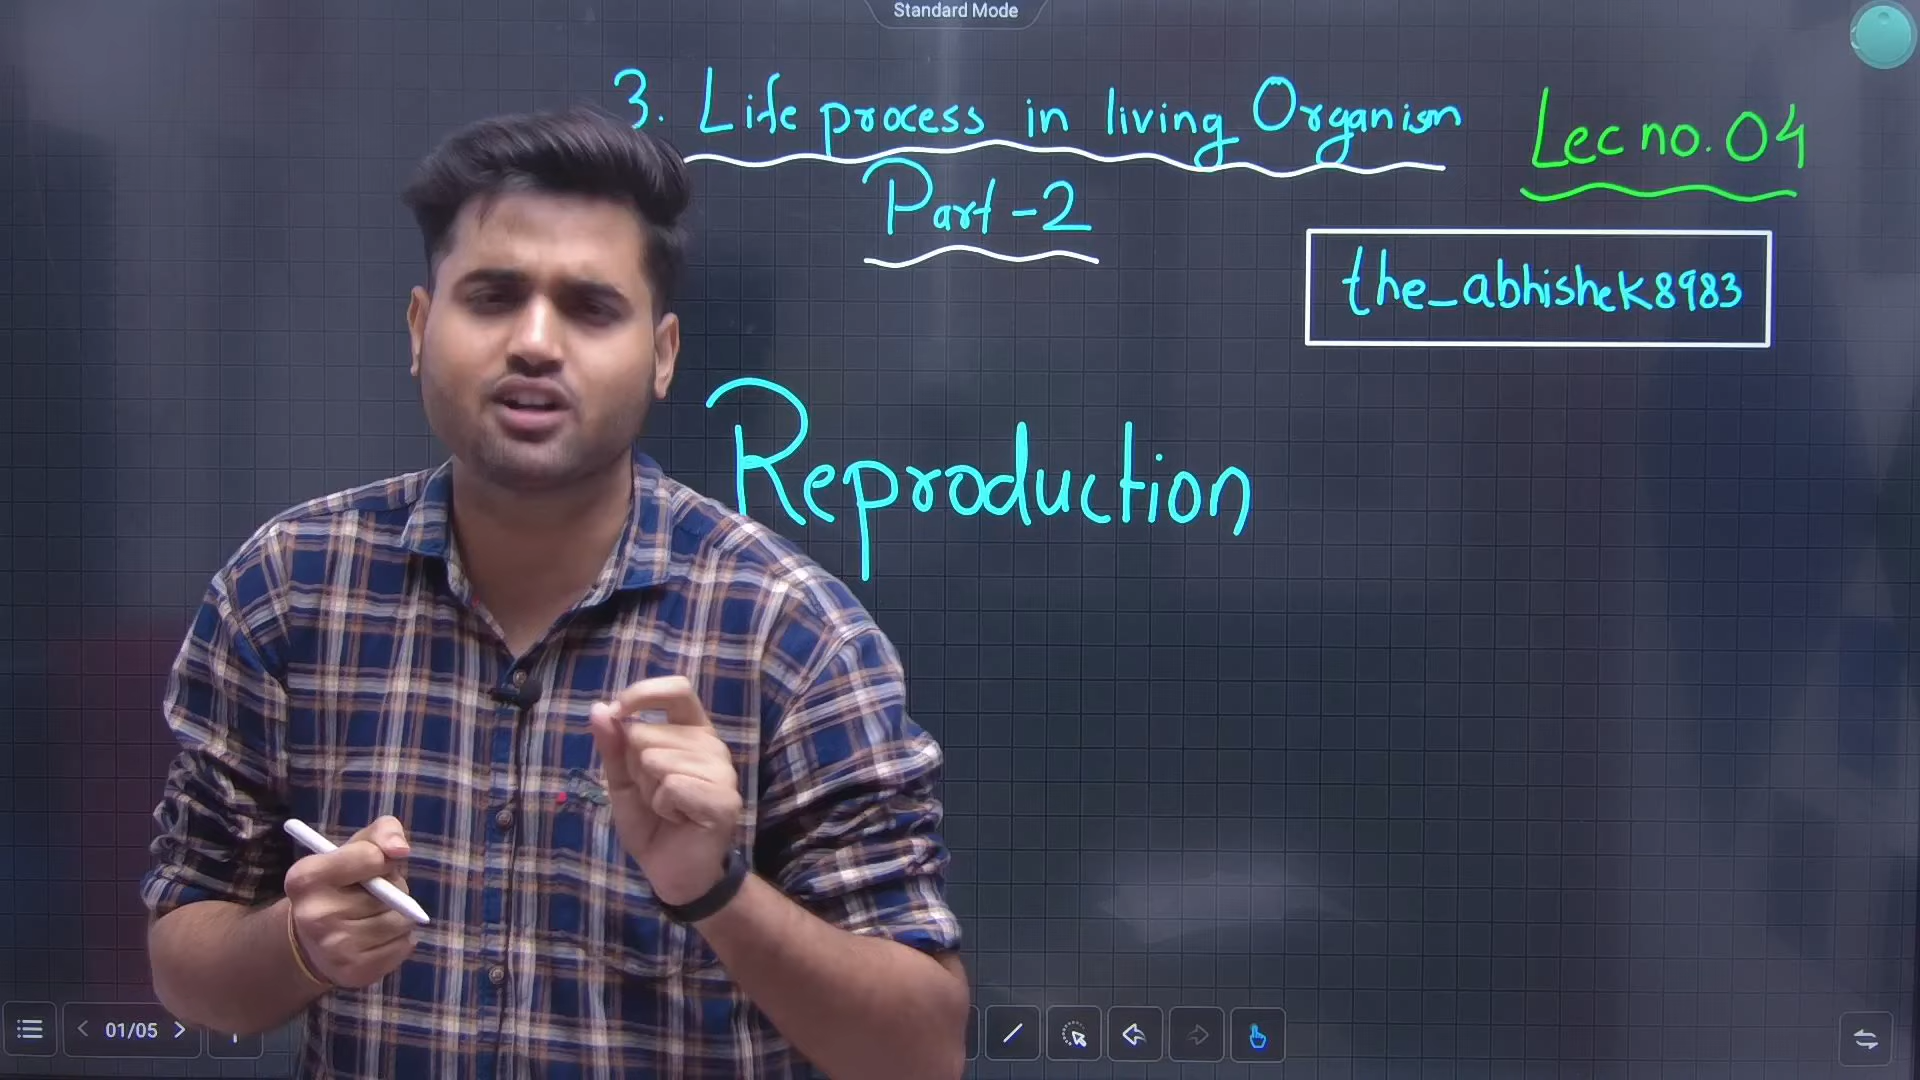 Standard Mode
3. Life process in living Organism
Part-2
Lec no. 04
the_abhishek8983
Reproduction
01/05